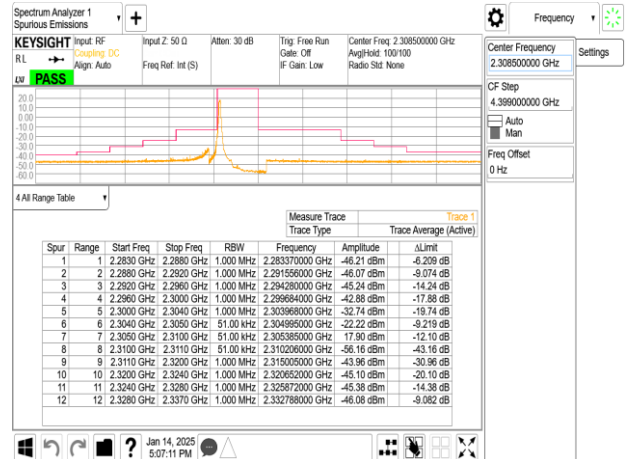 Spectrum Analyzer 1
Spurious Emissions
Frequency
KEYSIGHT Input: RF Input Z: 50 Ω Atten: 30 dB Trig: Free Run Center Freq: 2.308500000 GHz
Coupling: DC Gate: Off Avg|Hold: 100/100
RL Align: Auto Freq Ref: Int (S) IF Gain: Low Radio Std: None
LXI PASS
Center Frequency
2.308500000 GHz
Settings
CF Step
4.399000000 GHz
Auto
Man
Freq Offset
0 Hz
20.0
10.0
0.00
-10.0
-20.0
-30.0
-40.0
-50.0
-60.0
4 All Range Table
Measure Trace Trace 1
Trace Type Trace Average (Active)
Spur Range Start Freq Stop Freq RBW Frequency Amplitude ΔLimit
1 1 2.2830 GHz 2.2880 GHz 1.000 MHz 2.283370000 GHz -46.21 dBm -6.209 dB
2 2 2.2880 GHz 2.2920 GHz 1.000 MHz 2.291556000 GHz -46.07 dBm -9.074 dB
3 3 2.2920 GHz 2.2960 GHz 1.000 MHz 2.294280000 GHz -45.24 dBm -14.24 dB
4 4 2.2960 GHz 2.3000 GHz 1.000 MHz 2.299684000 GHz -42.88 dBm -17.88 dB
5 5 2.3000 GHz 2.3040 GHz 1.000 MHz 2.303968000 GHz -32.74 dBm -19.74 dB
6 6 2.3040 GHz 2.3050 GHz 51.00 kHz 2.304995000 GHz -22.22 dBm -9.219 dB
7 7 2.3050 GHz 2.3100 GHz 51.00 kHz 2.305385000 GHz 17.90 dBm -12.10 dB
8 8 2.3100 GHz 2.3110 GHz 51.00 kHz 2.310206000 GHz -56.16 dBm -43.16 dB
9 9 2.3110 GHz 2.3200 GHz 1.000 MHz 2.315005000 GHz -43.96 dBm -30.96 dB
10 10 2.3200 GHz 2.3240 GHz 1.000 MHz 2.320652000 GHz -45.10 dBm -20.10 dB
11 11 2.3240 GHz 2.3280 GHz 1.000 MHz 2.325872000 GHz -45.38 dBm -14.38 dB
12 12 2.3280 GHz 2.3370 GHz 1.000 MHz 2.332788000 GHz -46.08 dBm -9.082 dB
Jan 14, 2025
5:07:11 PM